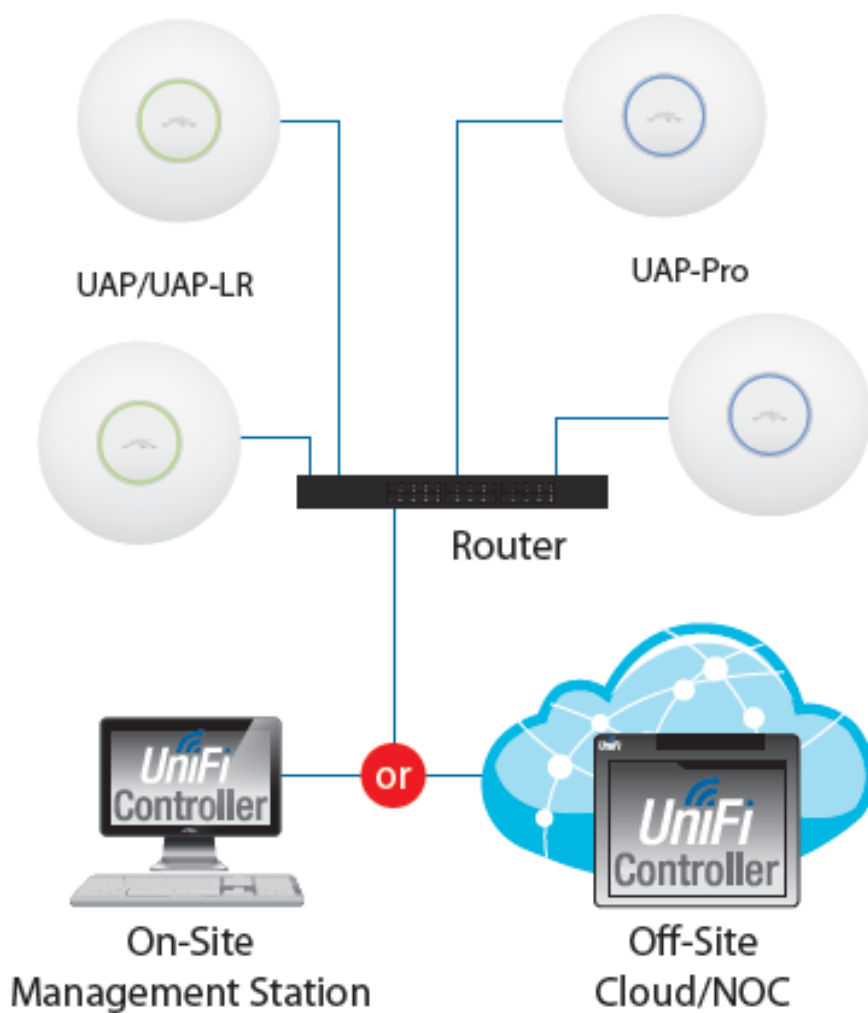 UAP/UAP-LR
UAP-Pro
Router
UniFi
Controller
or
UniFi
UniFi
Controller
On-Site
Management Station
Off-Site
Cloud/NOC